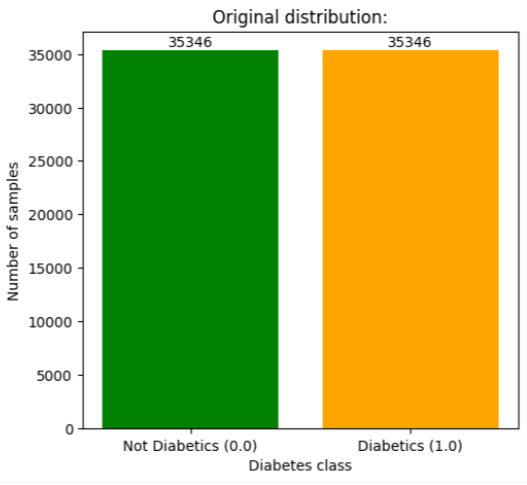 Original distribution:
35346
35346
Number of samples
35000
30000
25000
20000
15000
10000
5000
0
Not Diabetics (0.0)
Diabetics (1.0)
Diabetes class